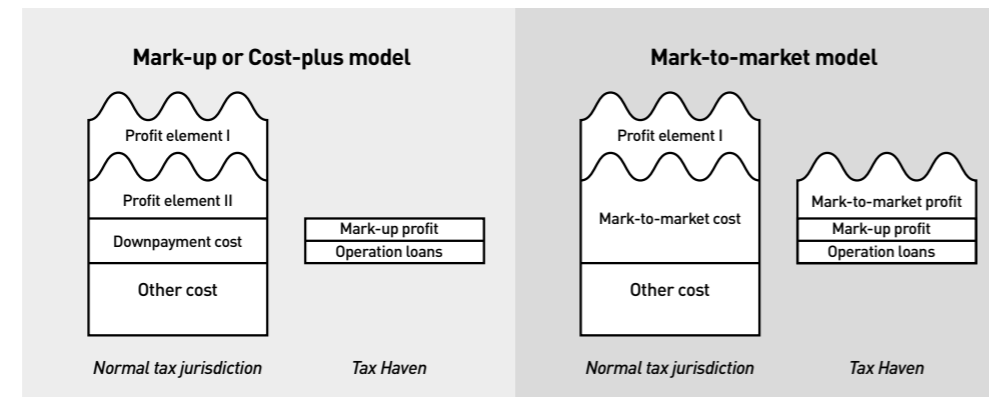 Mark-up or Cost-plus model
Profit element I
Profit element II
Downpayment cost
Other cost
Mark-up profit
Operation loans
Normal tax jurisdiction
Tax Haven
Mark-to-market model
Profit element I
Mark-to-market cost
Other cost
Mark-to-market profit
Mark-up profit
Operation loans
Normal tax jurisdiction
Tax Haven